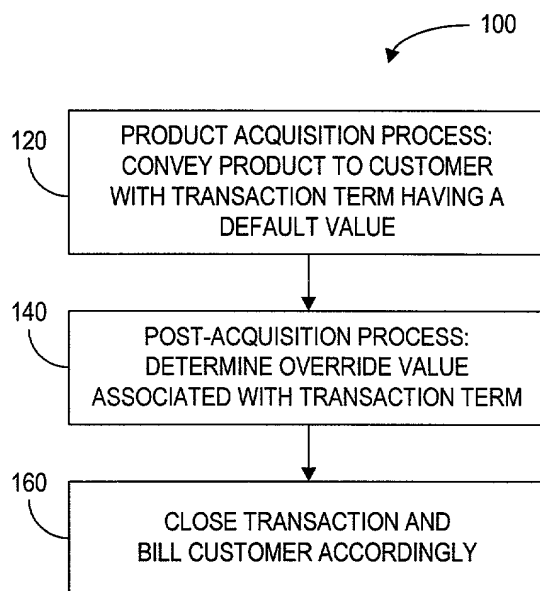 100
120
PRODUCT ACQUISITION PROCESS:
CONVEY PRODUCT TO CUSTOMER
WITH TRANSACTION TERM HAVING A
DEFAULT VALUE
140
POST-ACQUISITION PROCESS:
DETERMINE OVERRIDE VALUE
ASSOCIATED WITH TRANSACTION TERM
160
CLOSE TRANSACTION AND
BILL CUSTOMER ACCORDINGLY